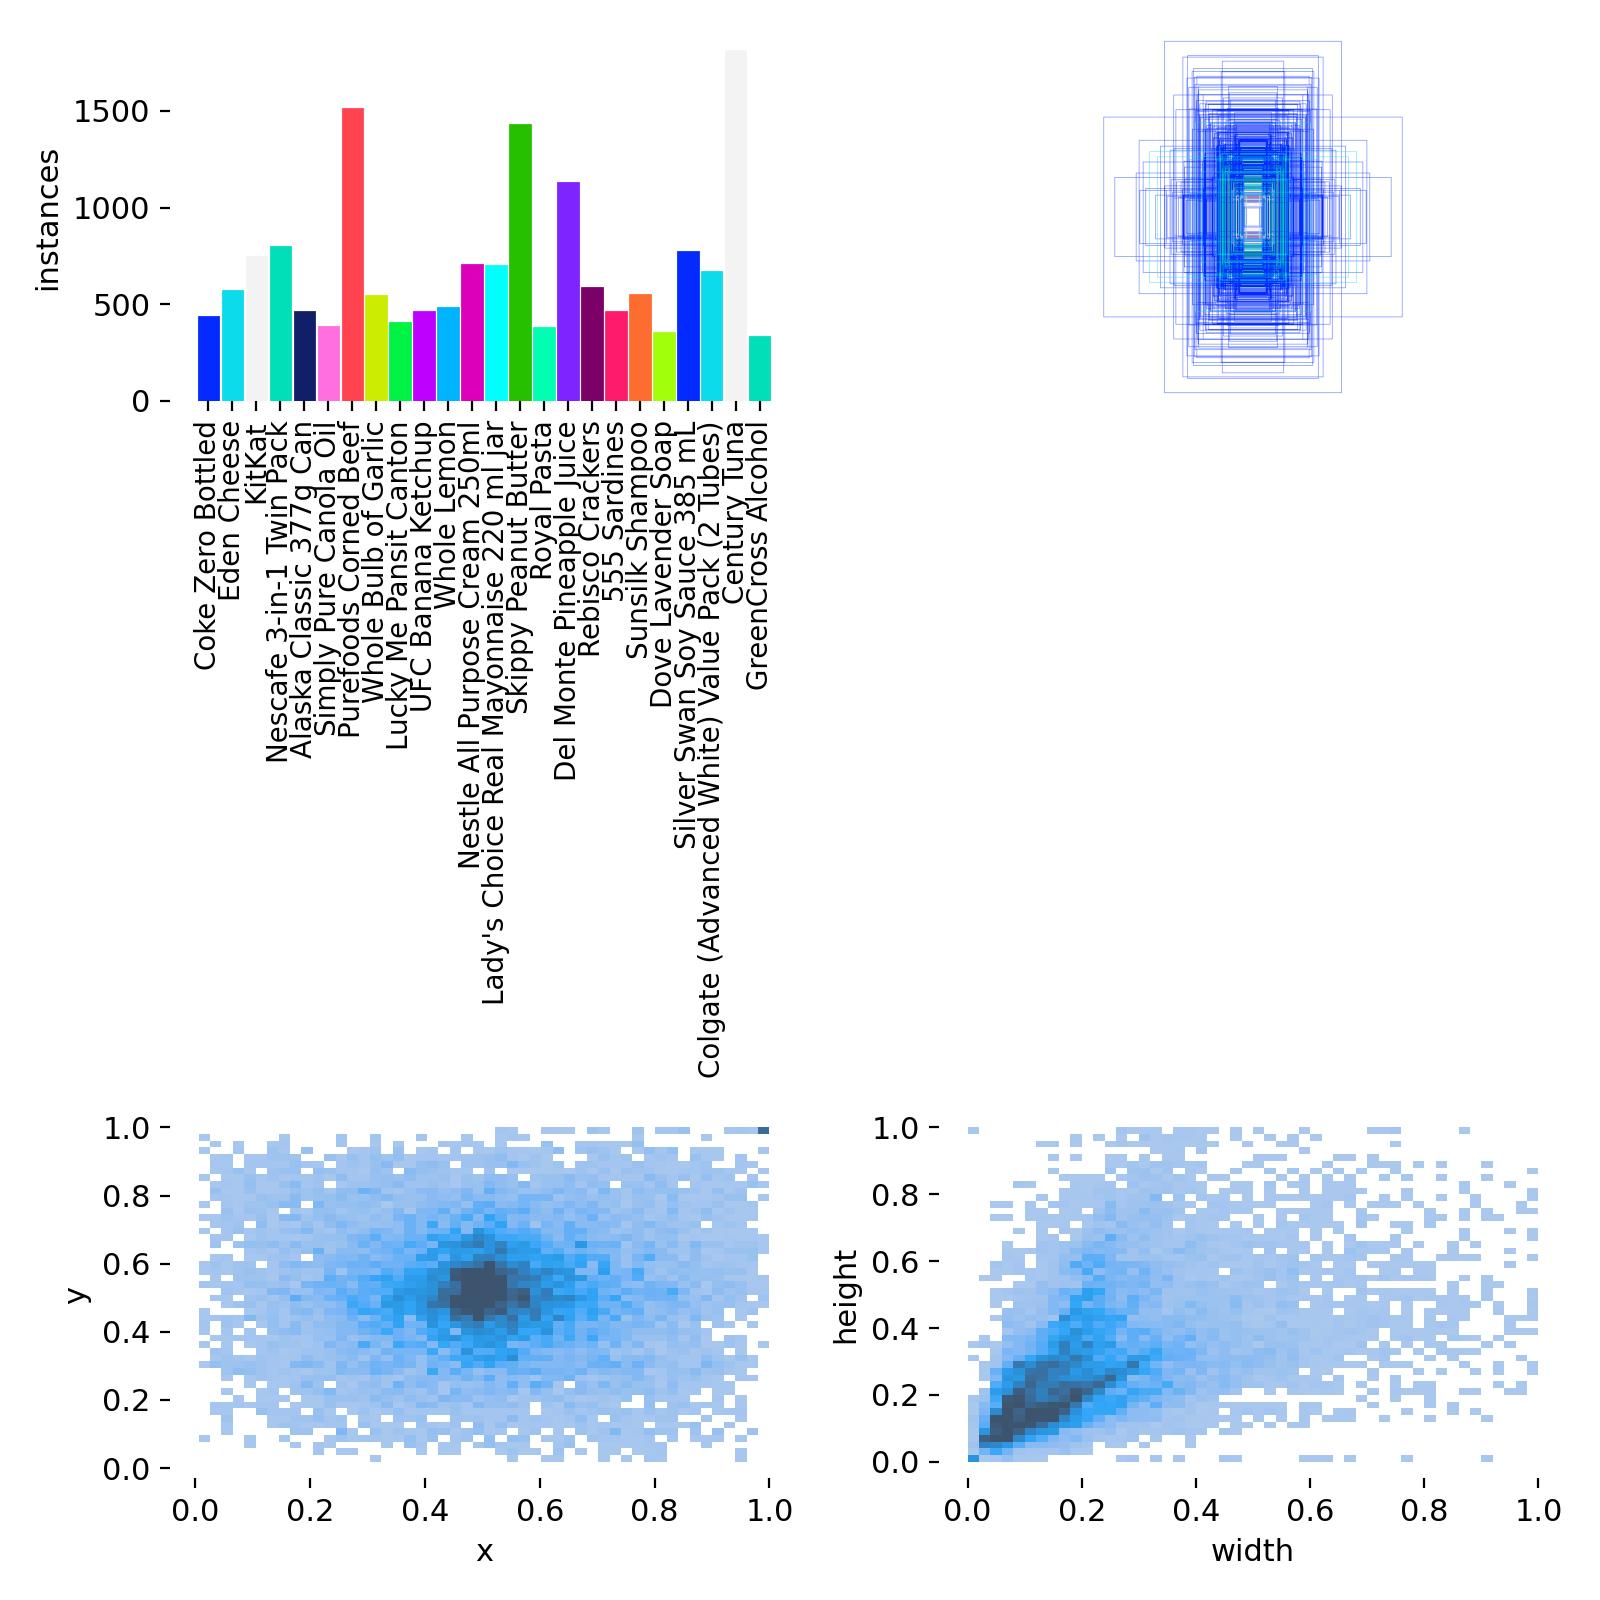 instances
1500
1000
500
0
Coke Zero Bottled
Eden Cheese
KitKat
Nescafe 3-in-1 Twin Pack
Alaska Classic 377g Can
Simply Pure Canola Oil
Purefoods Corned Beef
Whole Bulb of Garlic
Lucky Me Pansit Canton
UFC Banana Ketchup
Whole Lemon
Nestle All Purpose Cream 250ml
Lady's Choice Real Mayonnaise 220 ml jar
Skippy Peanut Butter
Royal Pasta
Del Monte Pineapple Juice
Rebisco Crackers
555 Sardines
Sunsilk Shampoo
Dove Lavender Soap
Silver Swan Soy Sauce 385 mL
Colgate (Advanced White) Value Pack (2 Tubes)
Century Tuna
GreenCross Alcohol
y
1.0
0.8
0.6
0.4
0.2
0.0
0.0 0.2 0.4 0.6 0.8 1.0
x
height
1.0
0.8
0.6
0.4
0.2
0.0
0.0 0.2 0.4 0.6 0.8 1.0
width